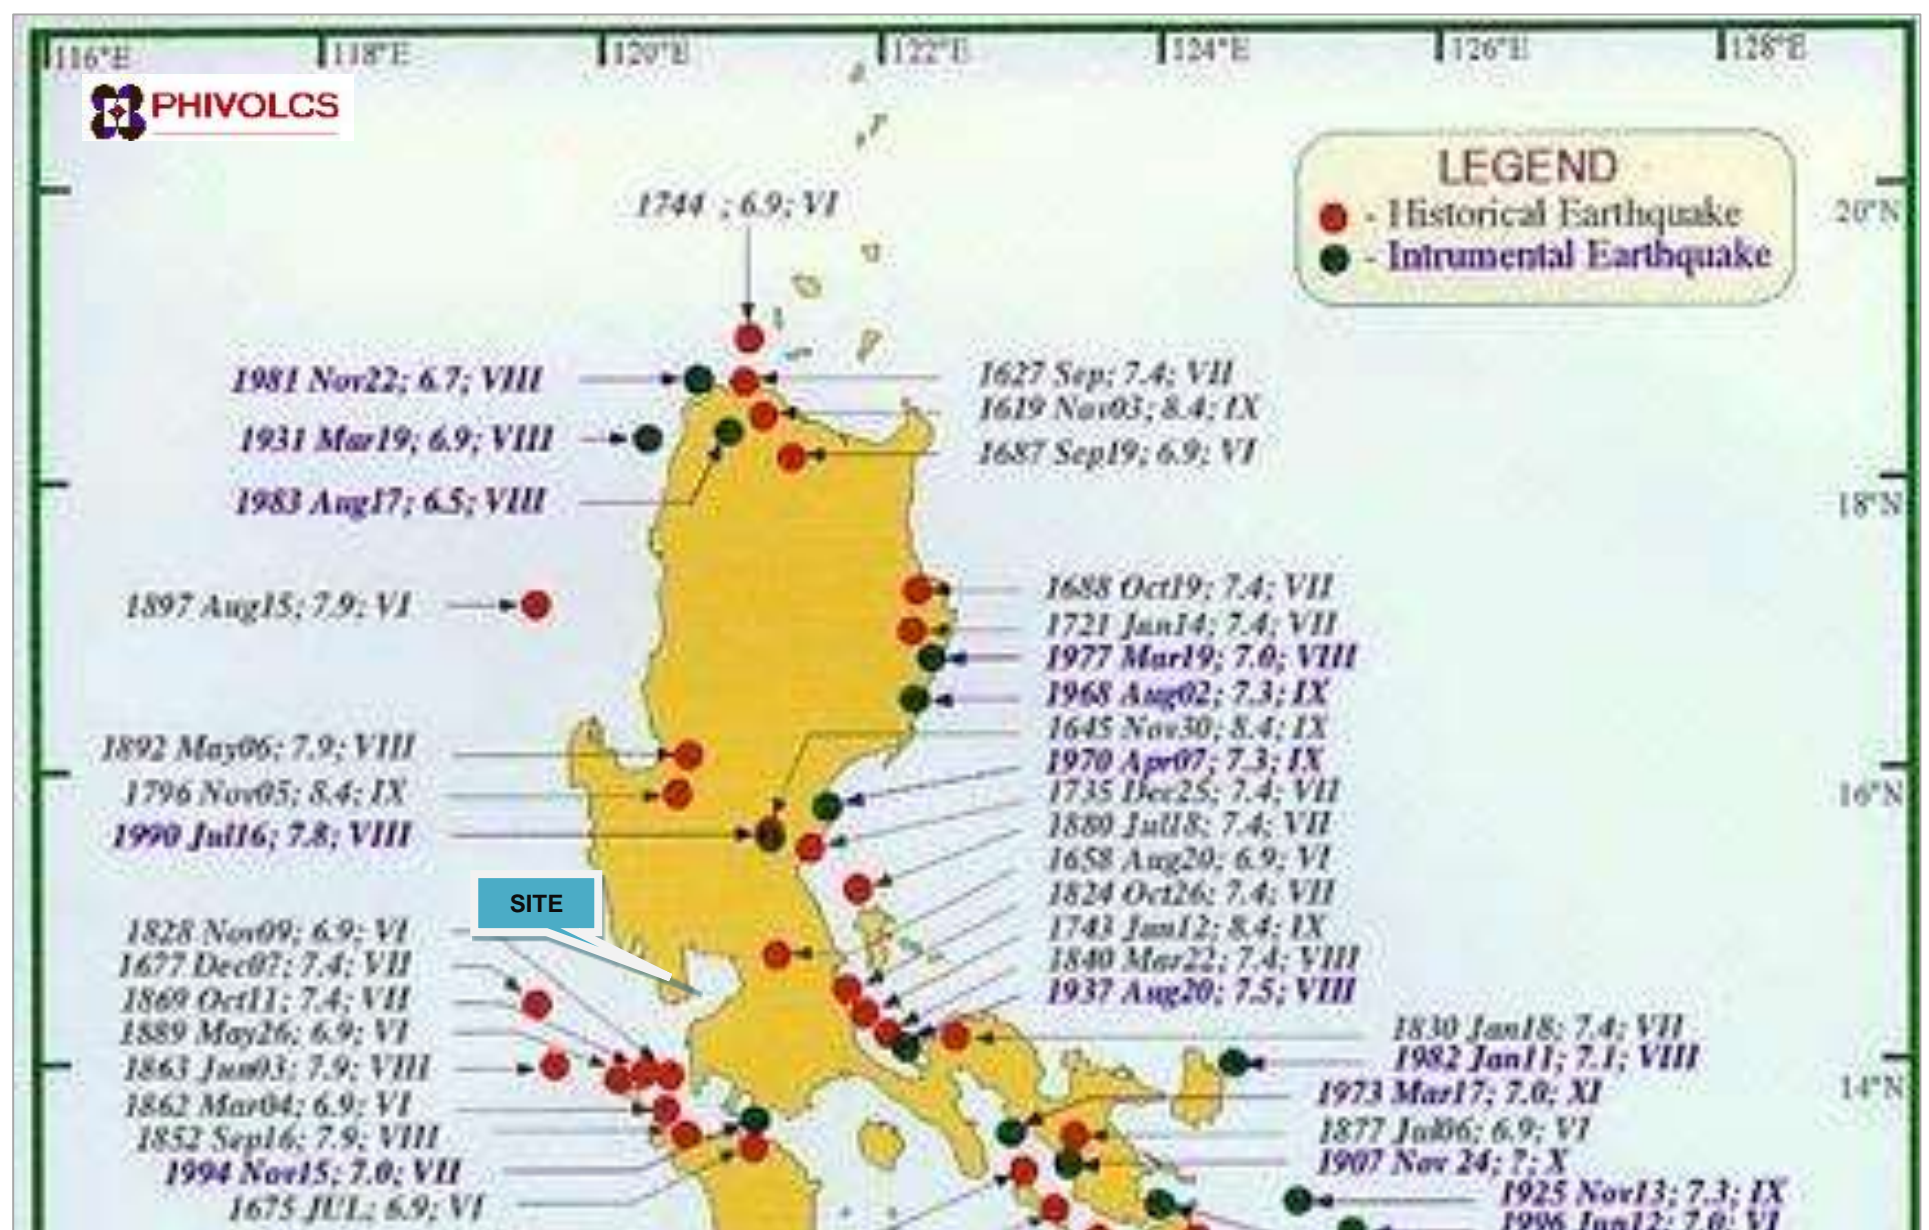 116°E 118°E 120°E 122°E 124°E 126°E 128°E
PHIVOLCS
LEGEND
- Historical Earthquake
- Intrumental Earthquake
20°N
18°N
16°N
14°N
1744 ; 6.9; VI
1981 Nov22; 6.7; VIII
1931 Mar19; 6.9; VIII
1983 Aug17; 6.5; VIII
1897 Aug15; 7.9; VI
1892 May06; 7.9; VIII
1796 Nov05; 8.4; IX
1990 Jul16; 7.8; VIII
SITE
1828 Nov09; 6.9; VI
1677 Dec07; 7.4; VII
1869 Oct11; 7.4; VII
1889 May26; 6.9; VI
1863 Jun03; 7.9; VIII
1862 Mar04; 6.9; VI
1852 Sep16; 7.9; VIII
1994 Nov15; 7.0; VII
1675 JUL; 6.9; VI
1627 Sep; 7.4; VII
1619 Nov03; 8.4; IX
1687 Sep19; 6.9; VI
1688 Oct19; 7.4; VII
1721 Jan14; 7.4; VII
1977 Mar19; 7.0; VIII
1968 Aug02; 7.3; IX
1645 Nov30; 8.4; IX
1970 Apr07; 7.3; IX
1735 Dec25; 7.4; VII
1880 Jul18; 7.4; VII
1658 Aug20; 6.9; VI
1824 Oct26; 7.4; VII
1743 Jan12; 8.4; IX
1840 Mar22; 7.4; VIII
1937 Aug20; 7.5; VIII
1830 Jan18; 7.4; VII
1982 Jan11; 7.1; VIII
1973 Mar17; 7.0; XI
1877 Jul06; 6.9; VI
1907 Nov 24; ?; X
1925 Nov13; 7.3; IX
1996 Jun12; 7.0; VI